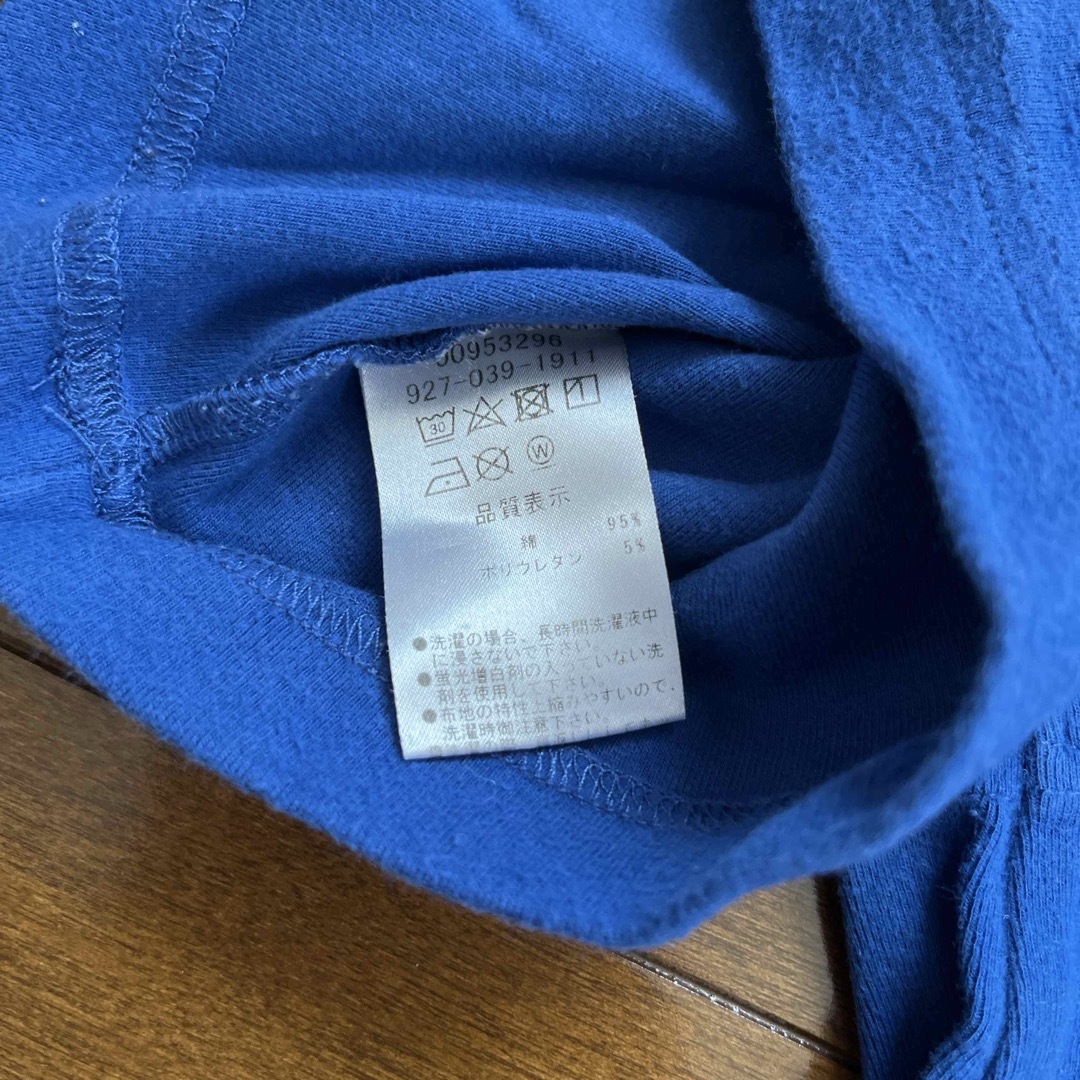 00953296
927-039-1911
30
W
品質表示
綿 95%
ポリウレタン 5%
●洗濯の場合、長時間洗濯液中
に浸さないで下さい。
●蛍光増白剤の入っていない洗
剤を使用して下さい。
●布地の特性上縮みやすいので、
洗濯時御注意下さい。